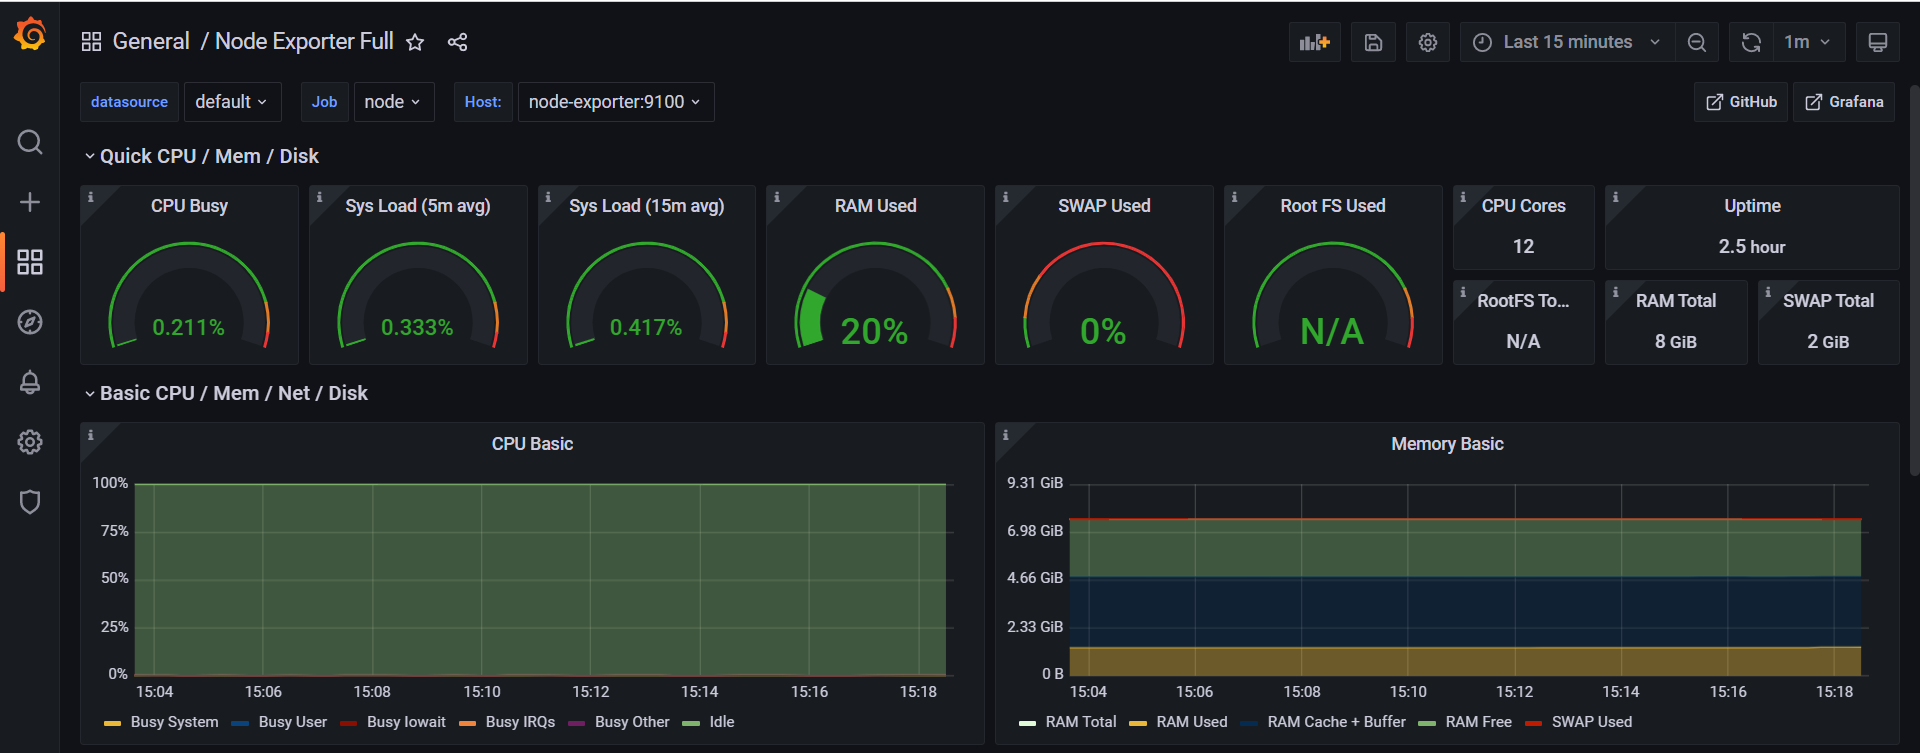 General / Node Exporter Full
Last 15 minutes
1m
datasource default Job node Host: node-exporter:9100
GitHub Grafana
Quick CPU / Mem / Disk
CPU Busy
0.211%
Sys Load (5m avg)
0.333%
Sys Load (15m avg)
0.417%
RAM Used
20%
SWAP Used
0%
Root FS Used
N/A
CPU Cores
12
Uptime
2.5 hour
RootFS To...
N/A
RAM Total
8 GiB
SWAP Total
2 GiB
Basic CPU / Mem / Net / Disk
CPU Basic
100%
75%
50%
25%
0%
15:04 15:06 15:08 15:10 15:12 15:14 15:16 15:18
Busy System Busy User Busy Iowait Busy IRQs Busy Other Idle
Memory Basic
9.31 GiB
6.98 GiB
4.66 GiB
2.33 GiB
0 B
15:04 15:06 15:08 15:10 15:12 15:14 15:16 15:18
RAM Total RAM Used RAM Cache + Buffer RAM Free SWAP Used